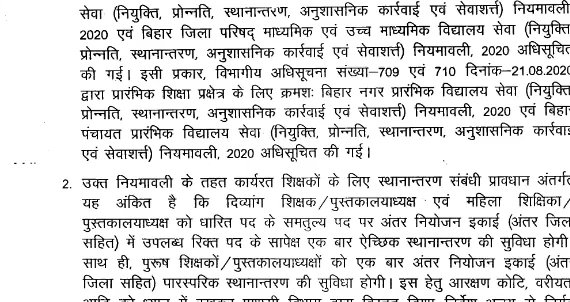 सेवा (नियुक्ति, प्रोन्नति, स्थानान्तरण, अनुशासनिक कार्रवाई एवं सेवाशर्त्त) नियमावली
2020 एवं बिहार जिला परिषद् माध्यमिक एवं उच्च माध्यमिक विद्यालय सेवा (नियुक्ति
प्रोन्नति, स्थानान्तरण, अनुशासनिक कार्रवाई एवं सेवाशर्त्त) नियमावली, 2020 अधिसूचित
की गई। इसी प्रकार, विभागीय अधिसूचना संख्या–709 एवं 710 दिनांक–21.08.2020
द्वारा प्रारंभिक शिक्षा प्रक्षेत्र के लिए क्रमशः बिहार नगर प्रारंभिक विद्यालय सेवा (नियुक्ति
प्रोन्नति, स्थानान्तरण, अनुशासनिक कार्रवाई एवं सेवाशर्त्त) नियमावली, 2020 एवं बिहार
पंचायत प्रारंभिक विद्यालय सेवा (नियुक्ति, प्रोन्नति, स्थानान्तरण, अनुशासनिक कार्रवाई
एवं सेवाशर्त्त) नियमावली, 2020 अधिसूचित की गई।
2. उक्त नियमावली के तहत कार्यरत शिक्षकों के लिए स्थानान्तरण संबंधी प्रावधान अंतर्गत
यह अंकित है कि दिव्यांग शिक्षक/पुस्तकालयाध्यक्ष एवं महिला शिक्षिका/
पुस्तकालयाध्यक्ष को धारित पद के समतुल्य पद पर अंतर नियोजन इकाई (अंतर जिला
सहित) में उपलब्ध रिक्त पद के सापेक्ष एक बार ऐच्छिक स्थानान्तरण की सुविधा होगी
साथ ही, पुरूष शिक्षकों/पुस्तकालयाध्यक्षों को एक बार अंतर नियोजन इकाई (अंतर
जिला सहित) पारस्परिक स्थानान्तरण की सुविधा होगी। इस हेतु आरक्षण कोटि, वरीयता